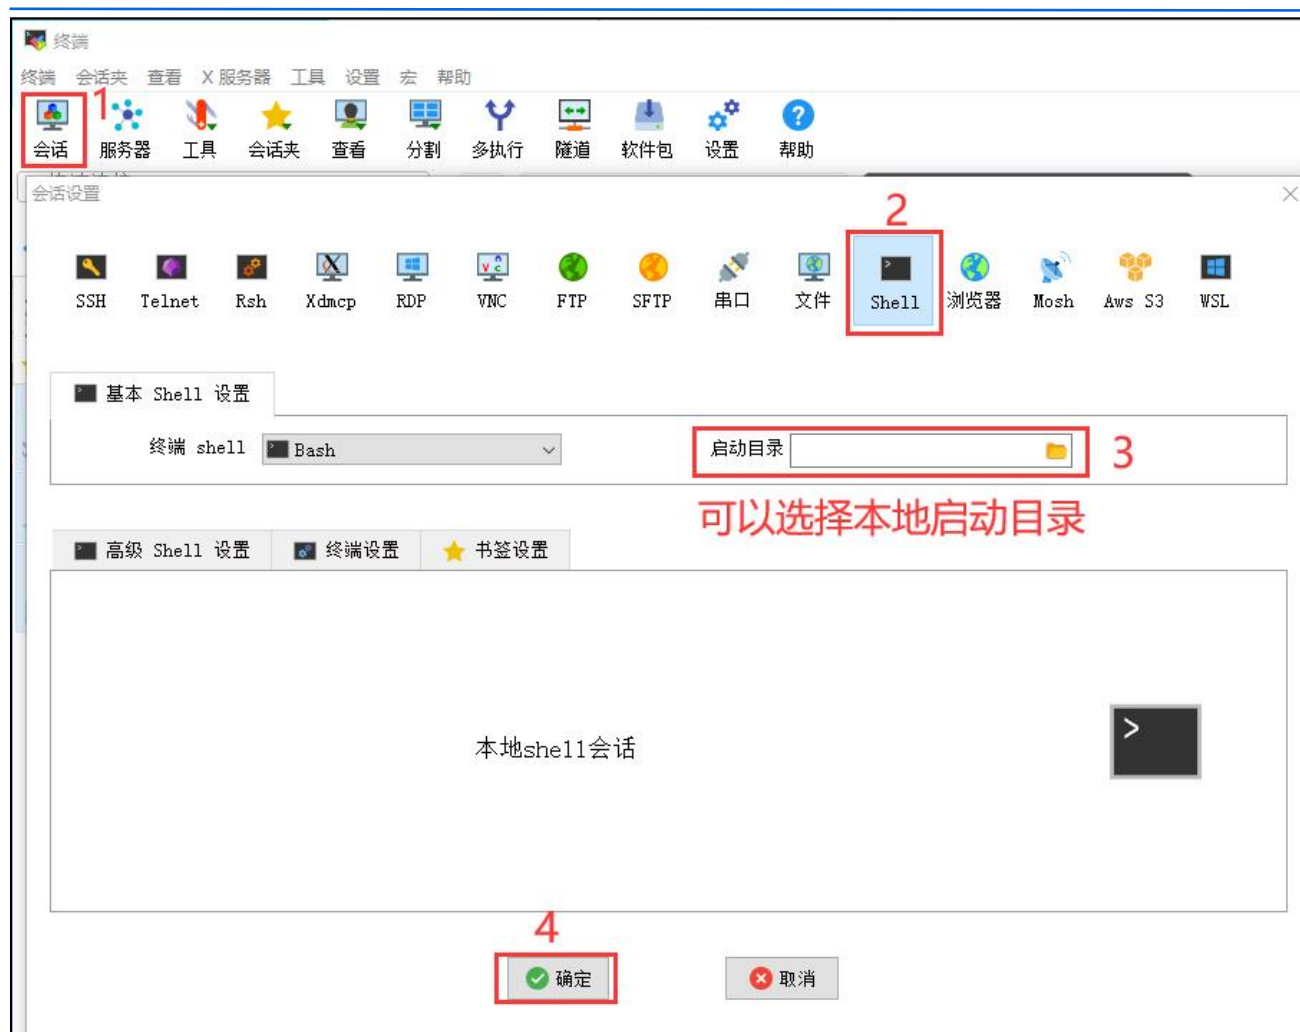 终端
终端 会话夹 查看 X 服务器 工具 设置 宏 帮助
1
会话 服务器 工具 会话夹 查看 分割 多执行 隧道 软件包 设置 帮助
会话设置
2
SSH Telnet Rsh Xdmcp RDP VNC FTP SFTP 串口 文件 Shell 浏览器 Mosh Aws S3 WSL
基本 Shell 设置
终端 shell Bash 启动目录 3
可以选择本地启动目录
高级 Shell 设置 终端设置 书签设置
本地shell会话
4
确定 取消